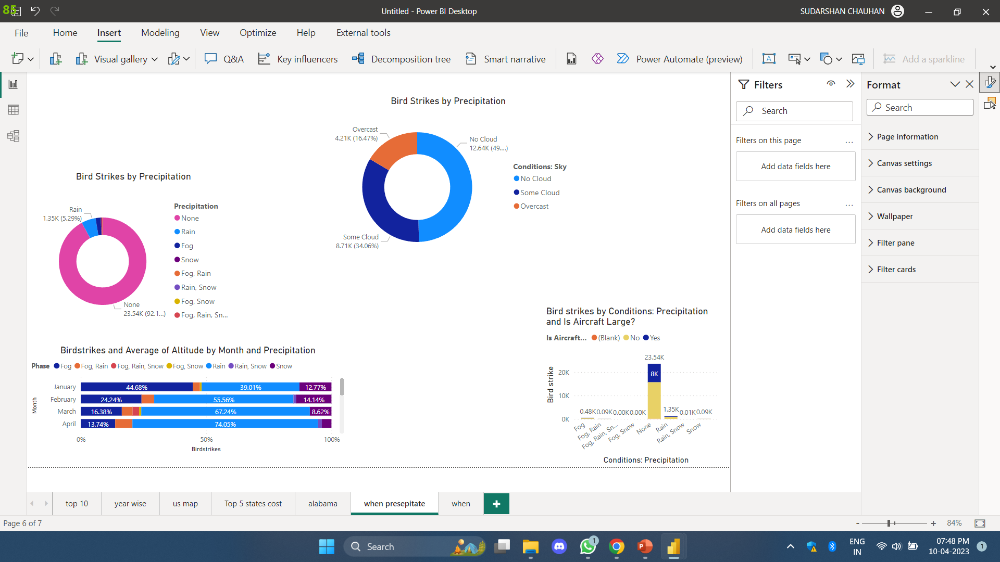 85
Untitled - Power BI Desktop
SUDARSHAN CHAUHAN
File Home Insert Modeling View Optimize Help External tools
Visual gallery Q&A Key influencers Decomposition tree Smart narrative Power Automate (preview) Add a sparkline
Bird Strikes by Precipitation
Overcast
4.21K (16.47%)
No Cloud
12.64K (49....)
Some Cloud
8.71K (34.06%)
Conditions: Sky
No Cloud
Some Cloud
Overcast
Bird Strikes by Precipitation
Rain
1.35K (5.29%)
None
23.54K (92.1...)
Precipitation
None
Rain
Fog
Snow
Fog, Rain
Rain, Snow
Fog, Snow
Fog, Rain, Sn...
Birdstrikes and Average of Altitude by Month and Precipitation
Phase Fog Fog, Rain Fog, Rain, Snow Fog, Snow Rain Rain, Snow Snow
Month
January 44.68% 39.01% 12.77%
February 24.24% 55.56% 14.14%
March 16.38% 67.24% 8.62%
April 13.74% 74.05%
0% 50% 100%
Birdstrikes
Bird strikes by Conditions: Precipitation
and Is Aircraft Large?
Is Aircraft... (Blank) No Yes
Bird strike
23.54K
20K
8K
10K
0.48K 0.09K 0.00K 0.00K 1.35K 0.01K 0.09K
0K
Fog
Fog, Rain
Fog, Rain, Sn...
Fog, Snow
None
Rain
Rain, Snow
Snow
Conditions: Precipitation
Filters
Search
Filters on this page ...
Add data fields here
Filters on all pages ...
Add data fields here
Format
Search
Page information
Canvas settings
Canvas background
Wallpaper
Filter pane
Filter cards
top 10 year wise us map Top 5 states cost alabama when presepitate when +
Page 6 of 7
- + 84%
Search
1
ENG
IN
07:48 PM
10-04-2023
1